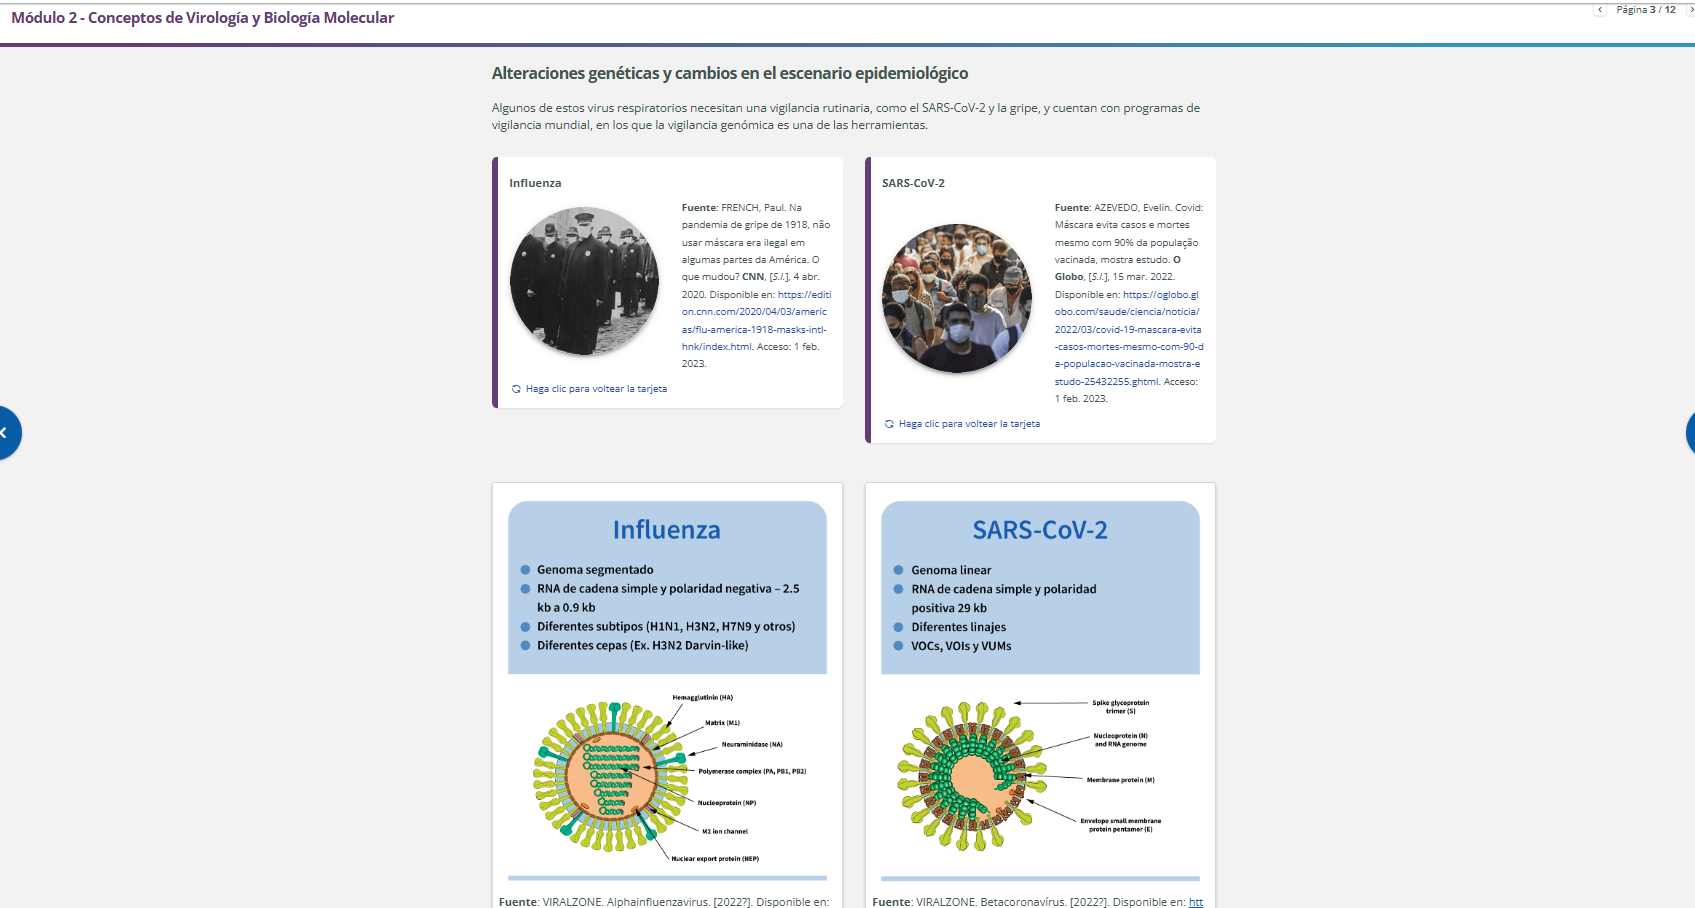 Módulo 2 - Conceptos de Virología y Biología Molecular
Página 3 / 12
Alteraciones genéticas y cambios en el escenario epidemiológico
Algunos de estos virus respiratorios necesitan una vigilancia rutinaria, como el SARS-CoV-2 y la gripe, y cuentan con programas de
vigilancia mundial, en los que la vigilancia genómica es una de las herramientas.
Influenza
Fuente: FRENCH, Paul. Na
pandemia de gripe de 1918, não
usar máscara era ilegal em
algumas partes da América. O
que mudou? CNN, [S.l.], 4 abr.
2020. Disponible en: https://editi
on.cnn.com/2020/04/03/americ
as/flu-america-1918-masks-intl-
hnk/index.html. Acceso: 1 feb.
2023.
Haga clic para voltear la tarjeta
SARS-CoV-2
Fuente: AZEVEDO, Evelin. Covid:
Máscara evita casos e mortes
mesmo com 90% da população
vacinada, mostra estudo. O
Globo, [S.l.], 15 mar. 2022.
Disponible en: https://oglobo.gl
obo.com/saude/ciencia/noticia/
2022/03/covid-19-mascara-evita
-casos-mortes-mesmo-com-90-d
a-populacao-vacinada-mostra-e
studo-25432255.ghtml. Acceso:
1 feb. 2023.
Haga clic para voltear la tarjeta
Influenza
Genoma segmentado
RNA de cadena simple y polaridad negativa – 2.5
kb a 0.9 kb
Diferentes subtipos (H1N1, H3N2, H7N9 y otros)
Diferentes cepas (Ex. H3N2 Darvin-like)
Hemagglutinin (HA)
Matrix (M1)
Neuraminidase (NA)
Polymerase complex (PA, PB1, PB2)
Nucleoprotein (NP)
M2 ion channel
Nuclear export protein (NEP)
Fuente: VIRALZONE. Alphainfluenzavirus. [2022?]. Disponible en:
SARS-CoV-2
Genoma linear
RNA de cadena simple y polaridad
positiva 29 kb
Diferentes linajes
VOCs, VOIs y VUMs
Spike glycoprotein
trimer (S)
Nucleoprotein (N)
and RNA genome
Membrane protein (M)
Envelope small membrane
protein pentamer (E)
Fuente: VIRALZONE. Betacoronavírus. [2022?]. Disponible en: htt